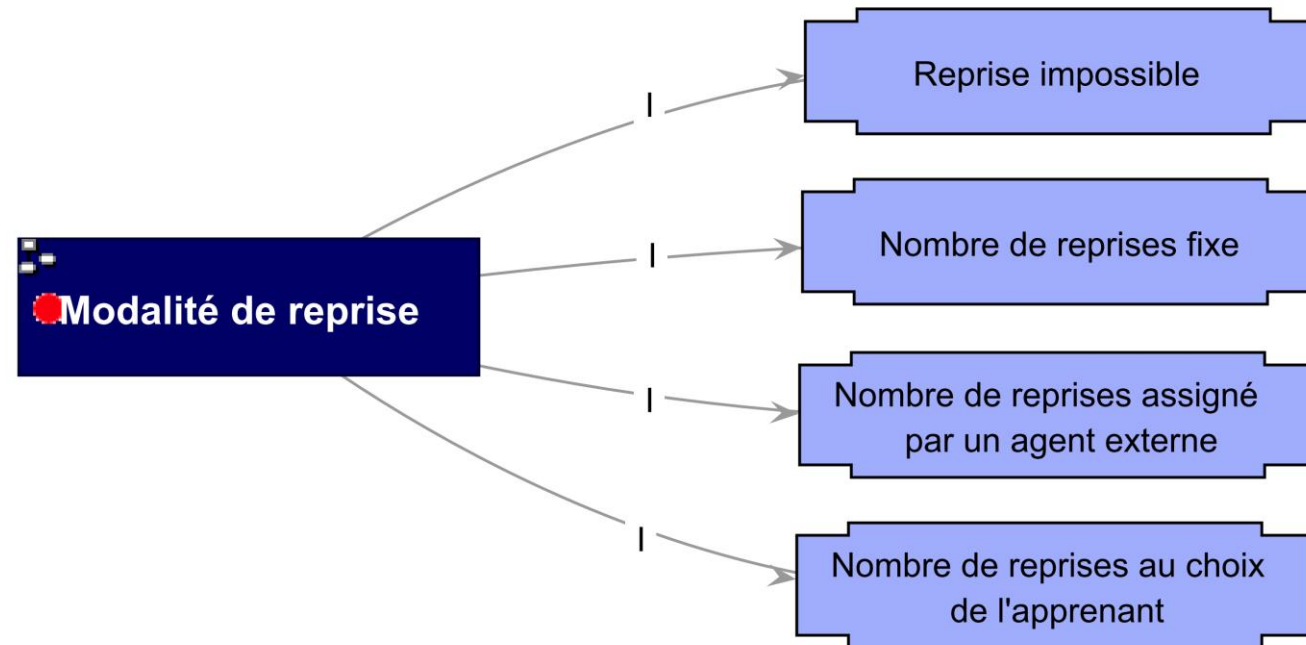 Reprise impossible
I
Nombre de reprises fixe
I
Modalité de reprise
Nombre de reprises assigné
par un agent externe
I
Nombre de reprises au choix
de l'apprenant
I